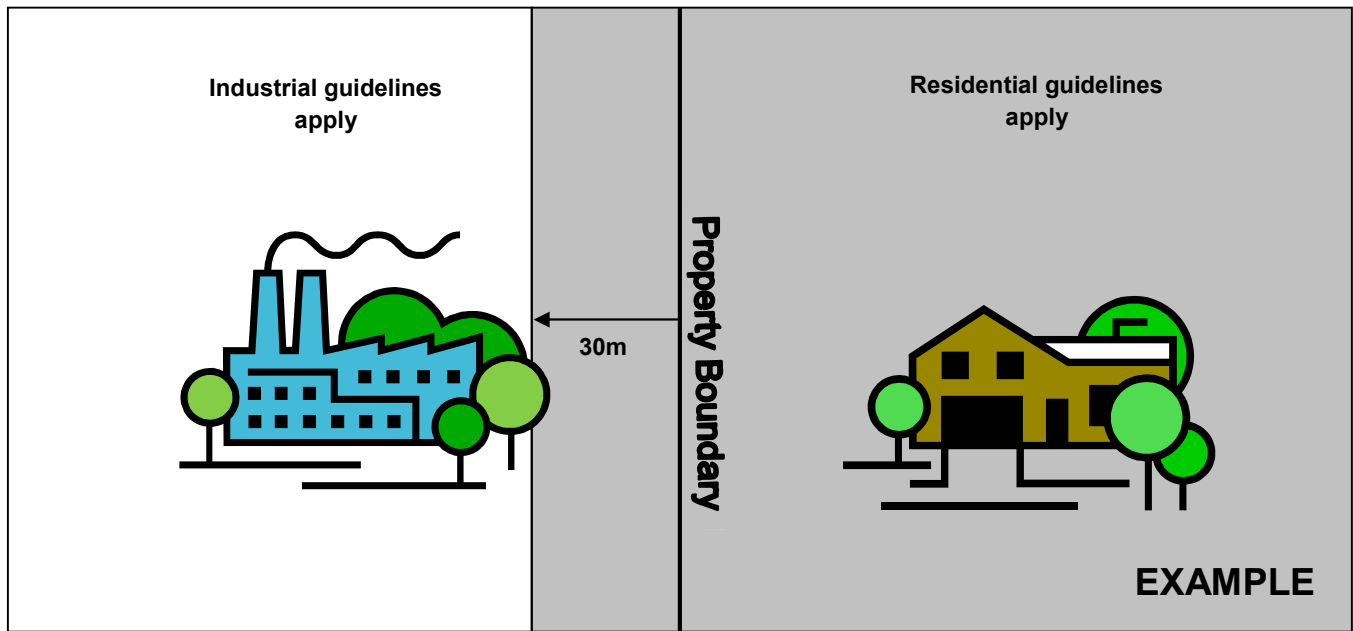 Industrial guidelines
apply
Residential guidelines
apply
30m
Property Boundary
EXAMPLE